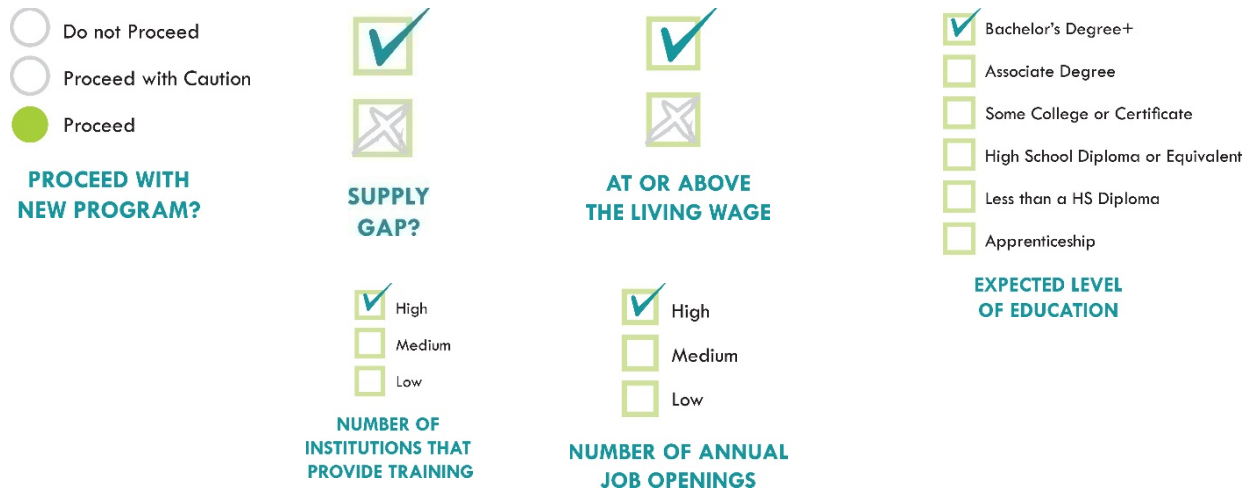 Do not Proceed
Proceed with Caution
Proceed
PROCEED WITH
NEW PROGRAM?
SUPPLY
GAP?
AT OR ABOVE
THE LIVING WAGE
Bachelor's Degree+
Associate Degree
Some College or Certificate
High School Diploma or Equivalent
Less than a HS Diploma
Apprenticeship
EXPECTED LEVEL
OF EDUCATION
High
Medium
Low
NUMBER OF
INSTITUTIONS THAT
PROVIDE TRAINING
High
Medium
Low
NUMBER OF ANNUAL
JOB OPENINGS